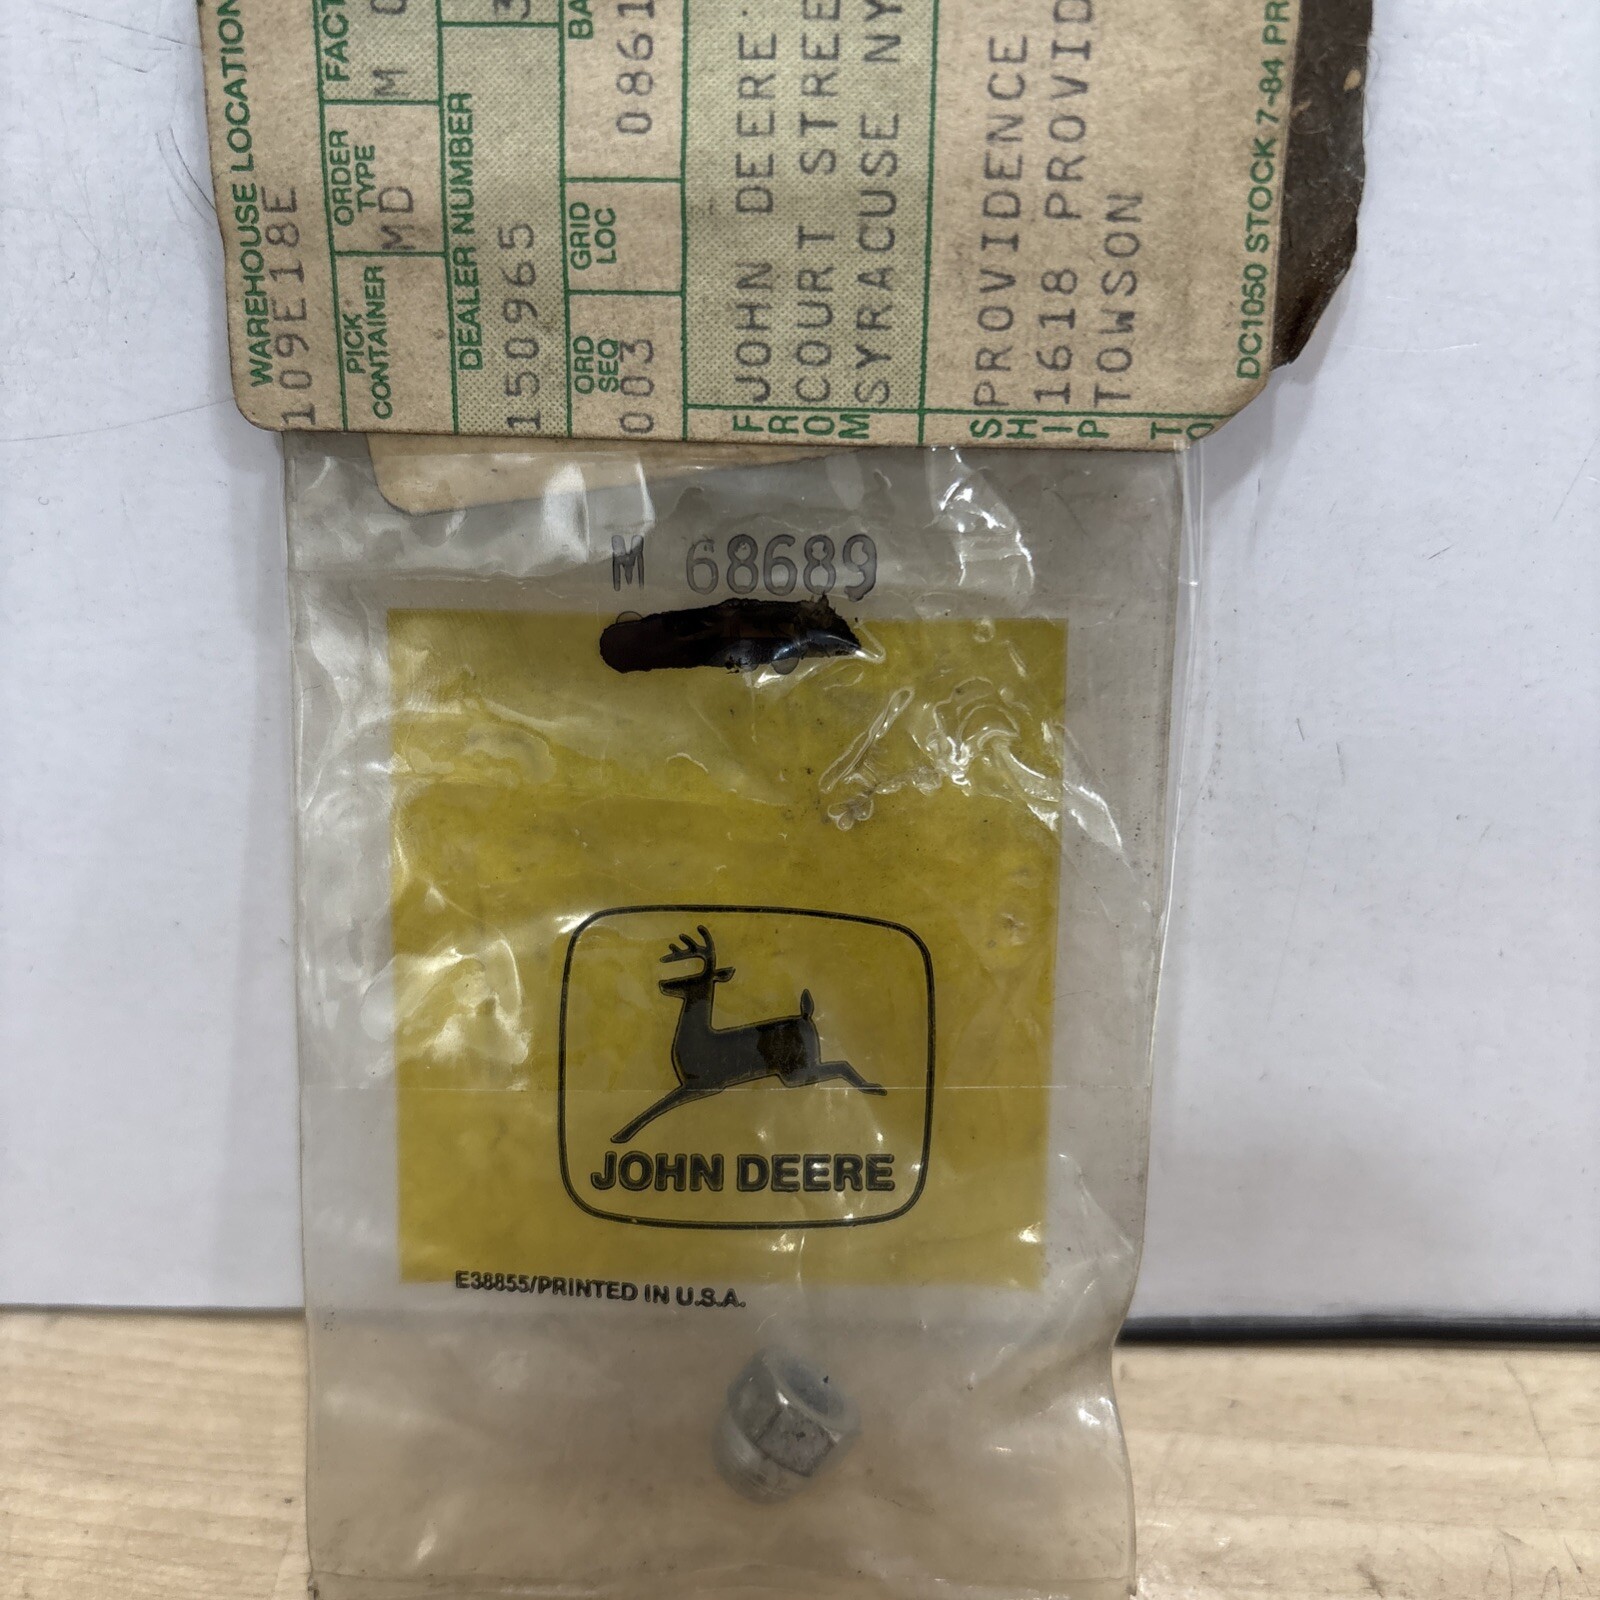 WAREHOUSE LOCATION
109E18E
PICK CONTAINER
ORDER TYPE
MD
FACT
M
DEALER NUMBER
150965
ORD SEQ
003
GRID LOC
BA
0861
FROM
JOHN DEERE
COURT STREE
SYRACUSE NY
SHIP TO
PROVIDENCE
1618 PROVID
TOWSON
DC1050 STOCK 7-84 PR
M 68689
JOHN DEERE
E38855/PRINTED IN U.S.A.